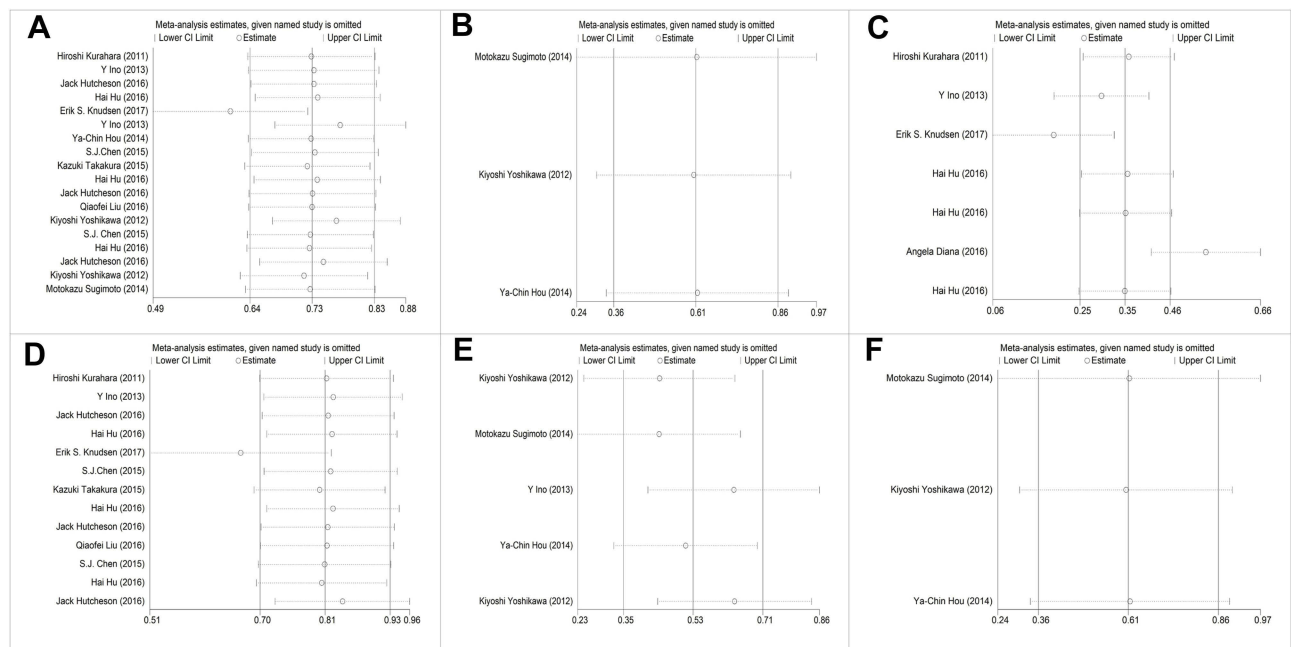 A
Meta-analysis estimates, given named study is omitted
Lower CI Limit Estimate Upper CI Limit
Hiroshi Kurahara (2011)
Y Ino (2013)
Jack Hutcheson (2016)
Hai Hu (2016)
Erik S. Knudsen (2017)
Y Ino (2013)
Ya-Chin Hou (2014)
S.J.Chen (2015)
Kazuki Takakura (2015)
Hai Hu (2016)
Jack Hutcheson (2016)
Qiaofei Liu (2016)
Kiyoshi Yoshikawa (2012)
S.J. Chen (2015)
Hai Hu (2016)
Jack Hutcheson (2016)
Kiyoshi Yoshikawa (2012)
Motokazu Sugimoto (2014)
0.49 0.64 0.73 0.83 0.88
B
Meta-analysis estimates, given named study is omitted
Lower CI Limit Estimate Upper CI Limit
Motokazu Sugimoto (2014)
Kiyoshi Yoshikawa (2012)
Ya-Chin Hou (2014)
0.24 0.36 0.61 0.86 0.97
C
Meta-analysis estimates, given named study is omitted
Lower CI Limit Estimate Upper CI Limit
Hiroshi Kurahara (2011)
Y Ino (2013)
Erik S. Knudsen (2017)
Hai Hu (2016)
Hai Hu (2016)
Angela Diana (2016)
Hai Hu (2016)
0.06 0.25 0.35 0.46 0.66
D
Meta-analysis estimates, given named study is omitted
Lower CI Limit Estimate Upper CI Limit
Hiroshi Kurahara (2011)
Y Ino (2013)
Jack Hutcheson (2016)
Hai Hu (2016)
Erik S. Knudsen (2017)
S.J.Chen (2015)
Kazuki Takakura (2015)
Hai Hu (2016)
Jack Hutcheson (2016)
Qiaofei Liu (2016)
S.J. Chen (2015)
Hai Hu (2016)
Jack Hutcheson (2016)
0.51 0.70 0.81 0.93 0.96
E
Meta-analysis estimates, given named study is omitted
Lower CI Limit Estimate Upper CI Limit
Kiyoshi Yoshikawa (2012)
Motokazu Sugimoto (2014)
Y Ino (2013)
Ya-Chin Hou (2014)
Kiyoshi Yoshikawa (2012)
0.23 0.35 0.53 0.71 0.86
F
Meta-analysis estimates, given named study is omitted
Lower CI Limit Estimate Upper CI Limit
Motokazu Sugimoto (2014)
Kiyoshi Yoshikawa (2012)
Ya-Chin Hou (2014)
0.24 0.36 0.61 0.86 0.97